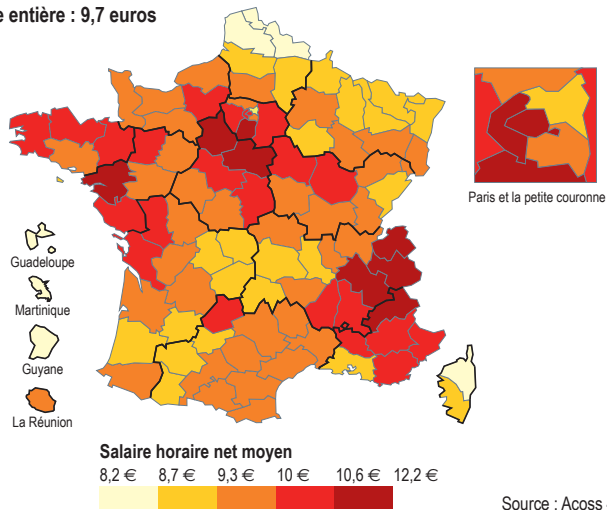 e entière : 9,7 euros
Paris et la petite couronne
Guadeloupe
Martinique
Guyane
La Réunion
Salaire horaire net moyen
8,2 € 8,7 € 9,3 € 10 € 10,6 € 12,2 €
Source : Acoss